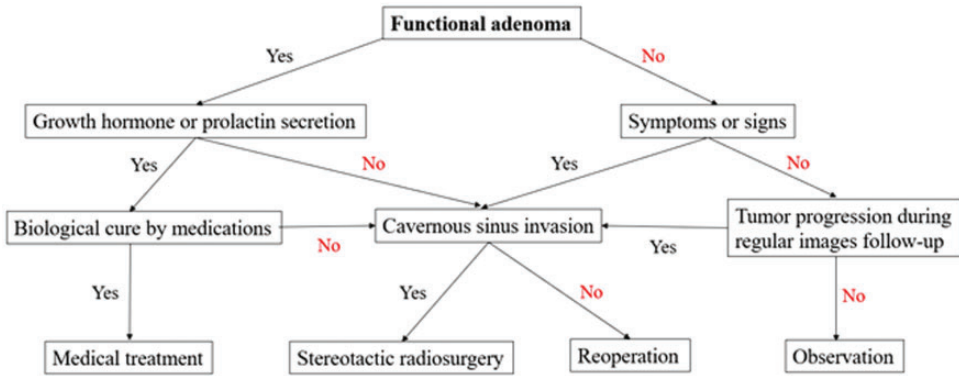 Functional adenoma
Yes
No
Growth hormone or prolactin secretion
Symptoms or signs
Yes
No
Yes
No
Biological cure by medications
No
Cavernous sinus invasion
Yes
Tumor progression during
regular images follow-up
Yes
Yes
No
No
Medical treatment
Stereotactic radiosurgery
Reoperation
Observation